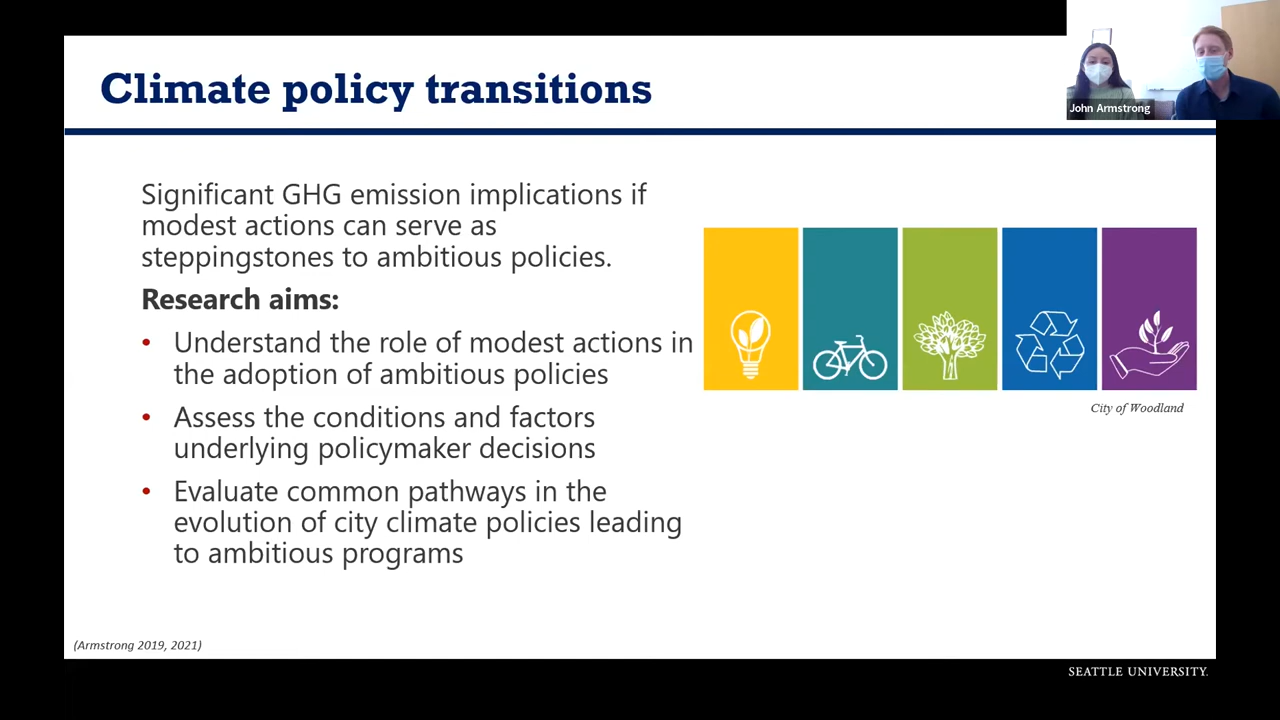 Climate policy transitions
John Armstrong
Significant GHG emission implications if
modest actions can serve as
steppingstones to ambitious policies.
Research aims:
• Understand the role of modest actions in
the adoption of ambitious policies
• Assess the conditions and factors
underlying policymaker decisions
• Evaluate common pathways in the
evolution of city climate policies leading
to ambitious programs
City of Woodland
(Armstrong 2019, 2021)
SEATTLE UNIVERSITY.